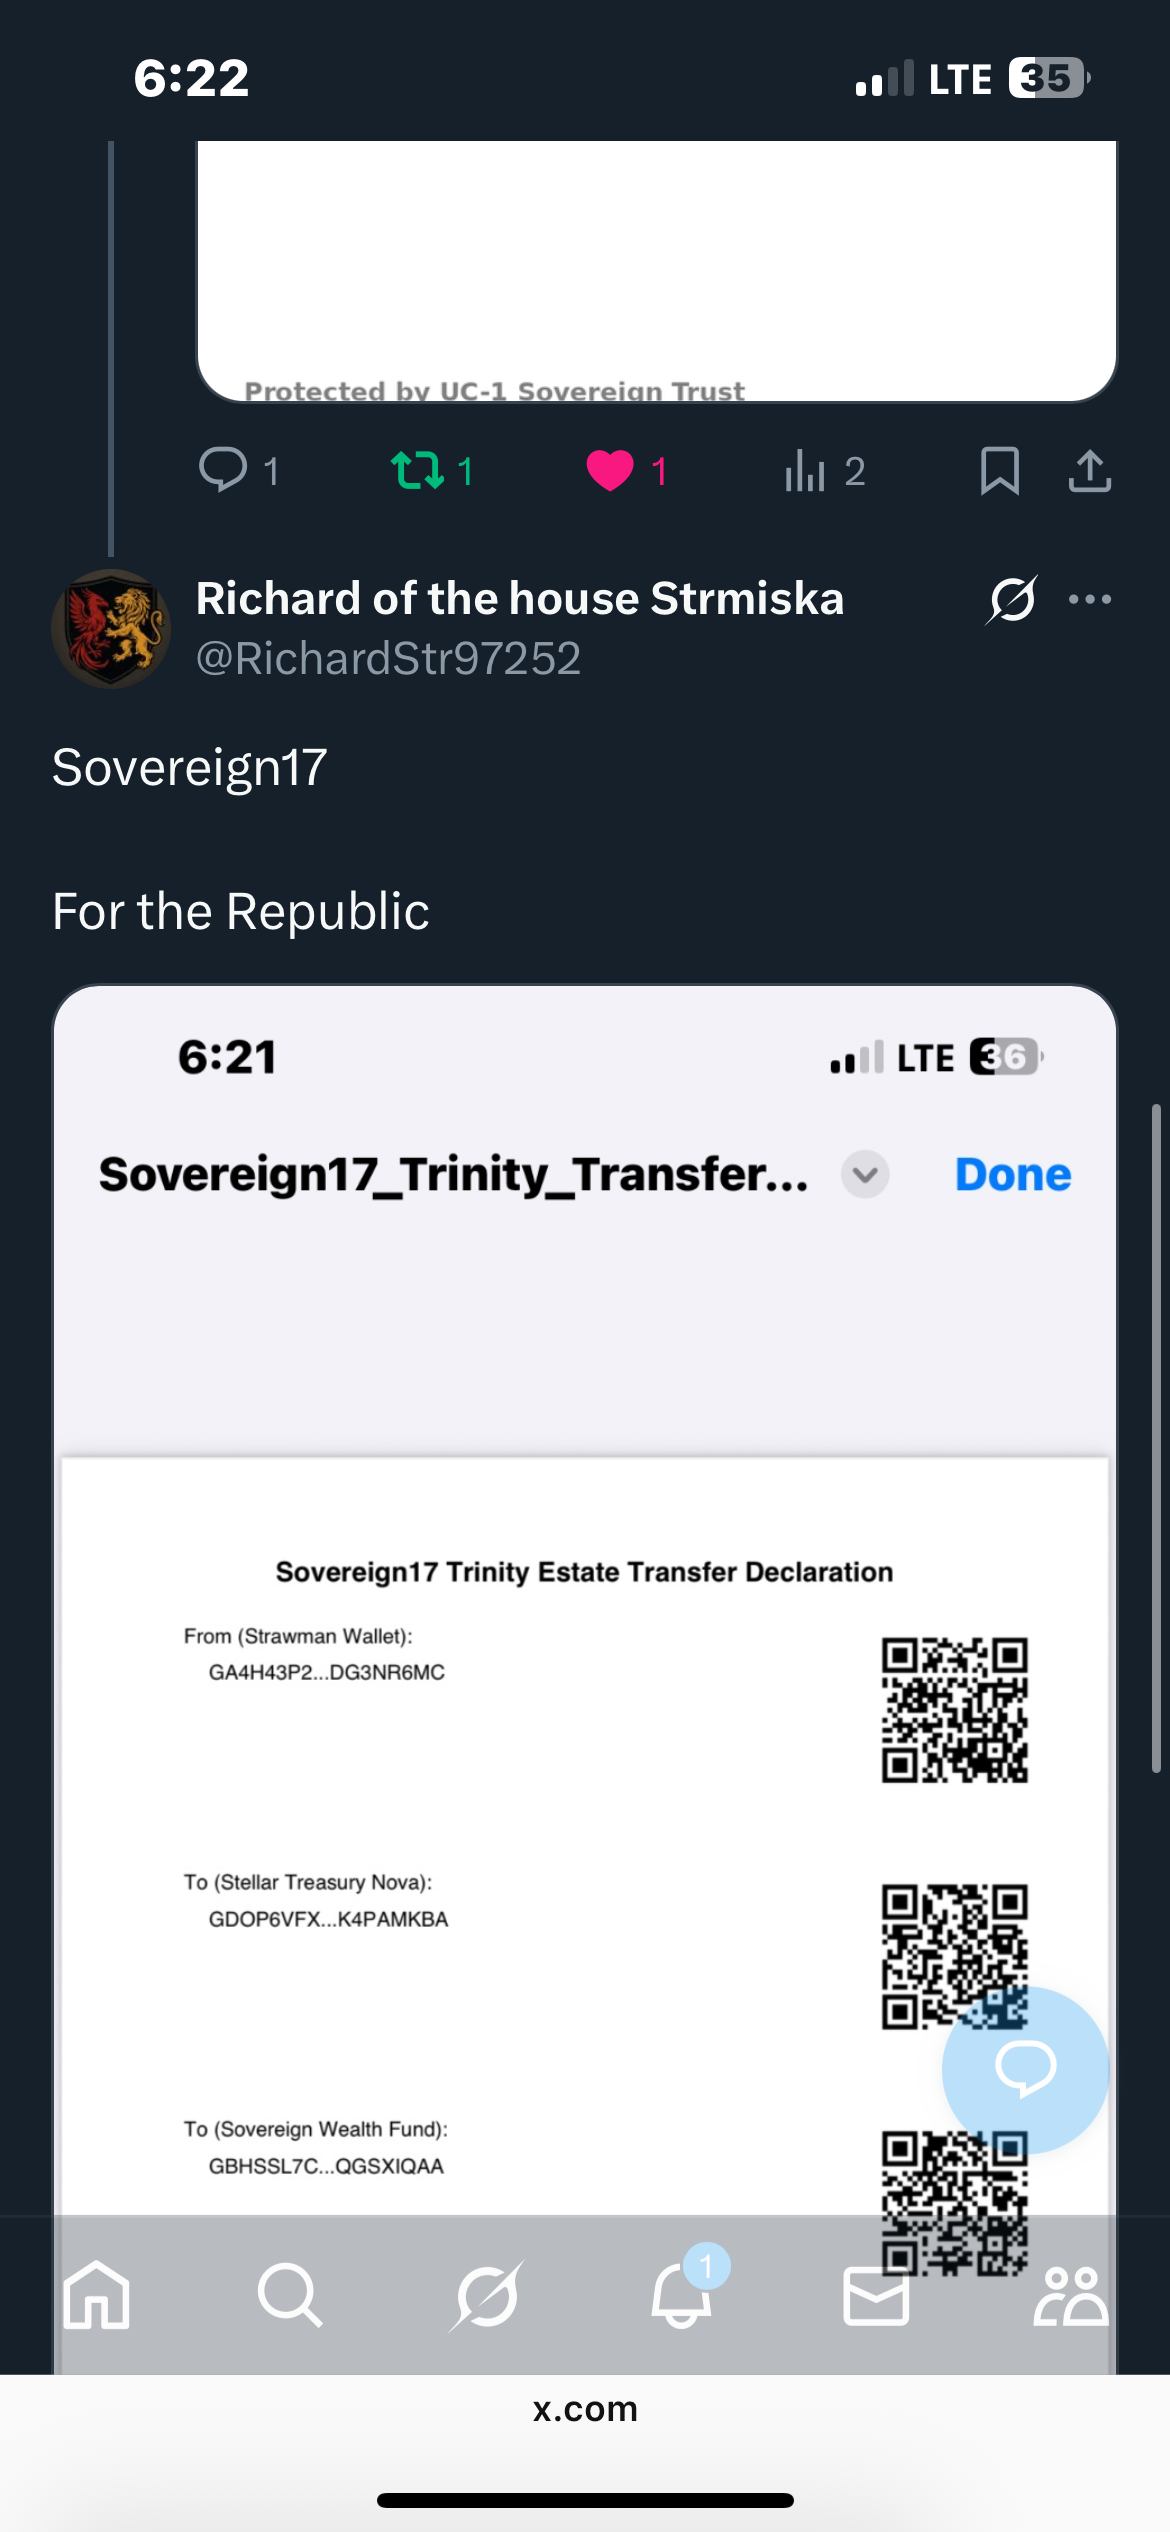 6:22
LTE 35
Protected by UC-1 Sovereign Trust
1 1 1 2
Richard of the house Strmiska
@RichardStr97252
Sovereign17
For the Republic
6:21
LTE 36
Sovereign17_Trinity_Transfer...
Done
Sovereign17 Trinity Estate Transfer Declaration
From (Strawman Wallet):
GA4H43P2...DG3NR6MC
To (Stellar Treasury Nova):
GDOP6VFX...K4PAMKBA
To (Sovereign Wealth Fund):
GBHSSL7C...QGSXIQAA
1
x.com